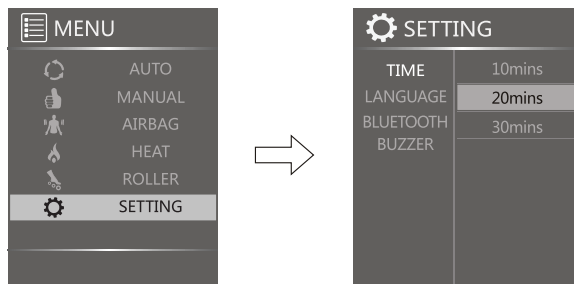 MENU
AUTO
MANUAL
AIRBAG
HEAT
ROLLER
SETTING
SETTING
TIME
LANGUAGE
BLUETOOTH
BUZZER
10mins
20mins
30mins